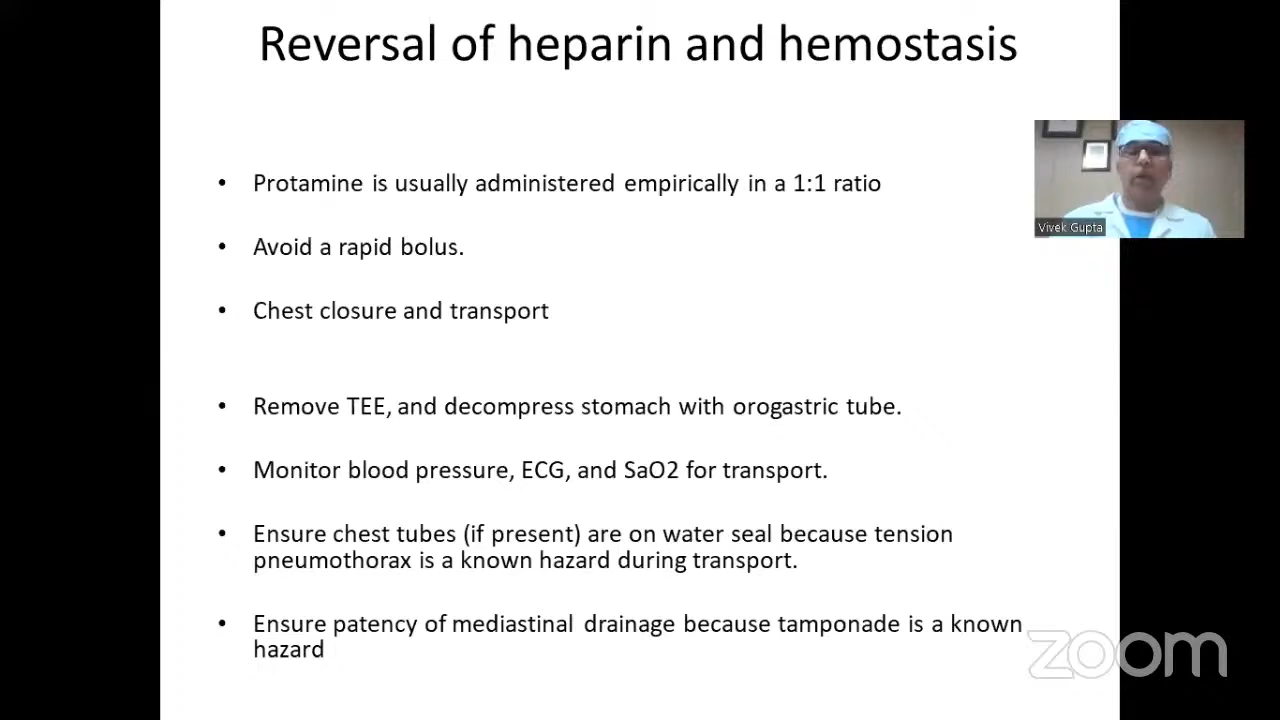 Reversal of heparin and hemostasis
• Protamine is usually administered empirically in a 1:1 ratio
• Avoid a rapid bolus.
• Chest closure and transport
• Remove TEE, and decompress stomach with orogastric tube.
• Monitor blood pressure, ECG, and SaO2 for transport.
• Ensure chest tubes (if present) are on water seal because tension
pneumothorax is a known hazard during transport.
• Ensure patency of mediastinal drainage because tamponade is a known
hazard
Vivek Gupta
zoom